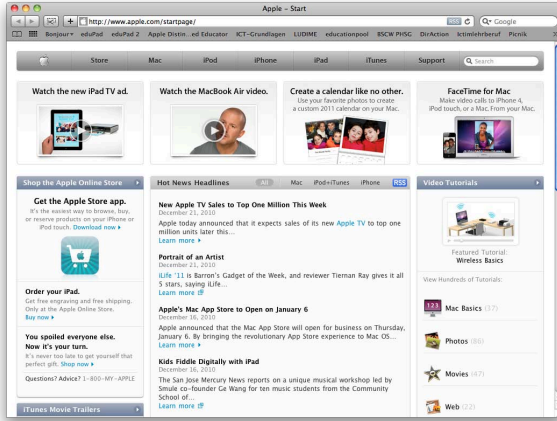 Apple – Start
http://www.apple.com/startpage/
RSS
Google
Bonjour eduPad eduPad 2 Apple Distin...ed Educator ICT-Grundlagen LUDIME educationpool BSCW PHSG DirAction Ictimlehrberuf Picnik
Store Mac iPod iPhone iPad iTunes Support Search
Watch the new iPad TV ad.
Watch the MacBook Air video.
Create a calendar like no other.
Use your favorite photos to create
a custom 2011 calendar on your Mac.
FaceTime for Mac
Make video calls to iPhone 4,
iPod touch, or a Mac. From your Mac.
Shop the Apple Online Store
Get the Apple Store app.
It's the easiest way to browse, buy,
or reserve products on your iPhone or
iPod touch. Download now
Order your iPad.
Get free engraving and free shipping.
Only at the Apple Online Store.
Buy now
You spoiled everyone else.
Now it's your turn.
It's never too late to get yourself that
perfect gift. Shop now
Questions? Advice? 1-800-MY-APPLE
iTunes Movie Trailers
Hot News Headlines All Mac iPod+iTunes iPhone RSS
New Apple TV Sales to Top One Million This Week
December 21, 2010
Apple today announced that it expects sales of its new Apple TV to top one
million units later this...
Learn more
Portrait of an Artist
December 21, 2010
iLife '11 is Barron's Gadget of the Week, and reviewer Tiernan Ray gives it all
5 stars, saying iLife...
Learn more
Apple's Mac App Store to Open on January 6
December 16, 2010
Apple announced that the Mac App Store will open for business on Thursday,
January 6. By bringing the revolutionary App Store experience to Mac OS...
Learn more
Kids Fiddle Digitally with iPad
December 16, 2010
The San Jose Mercury News reports on a unique musical workshop led by
Smule co-founder Ge Wang for ten music students from the Community
School of...
Learn more
Video Tutorials
Featured Tutorial:
Wireless Basics
View Hundreds of Tutorials:
123
Mac Basics (37)
Photos (86)
Movies (47)
Web (22)